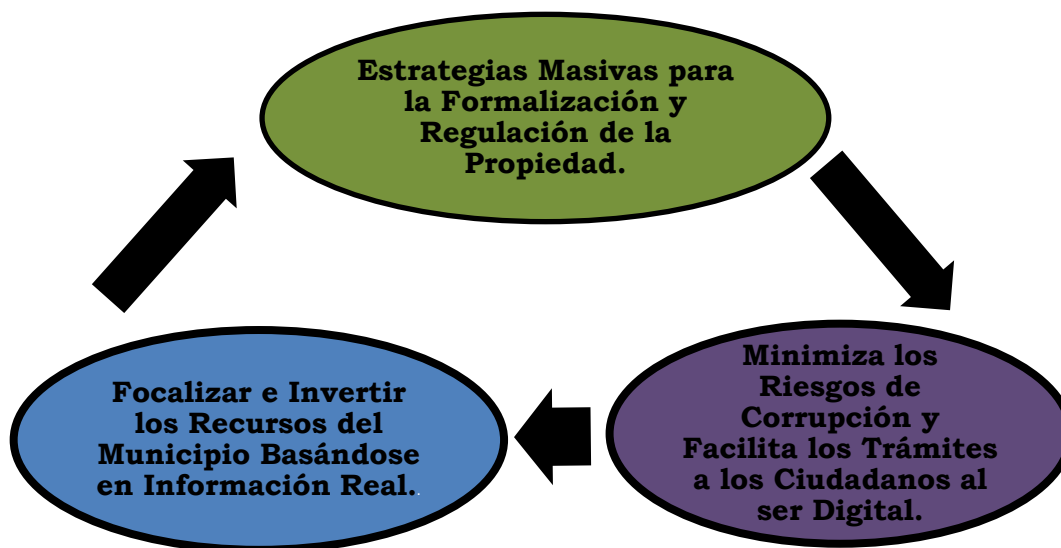 Estrategias Masivas para
la Formalización y
Regulación de la
Propiedad.
Minimiza los
Riesgos de
Corrupción y
Facilita los Trámites
a los Ciudadanos al
ser Digital.
Focalizar e Invertir
los Recursos del
Municipio Basándose
en Información Real..